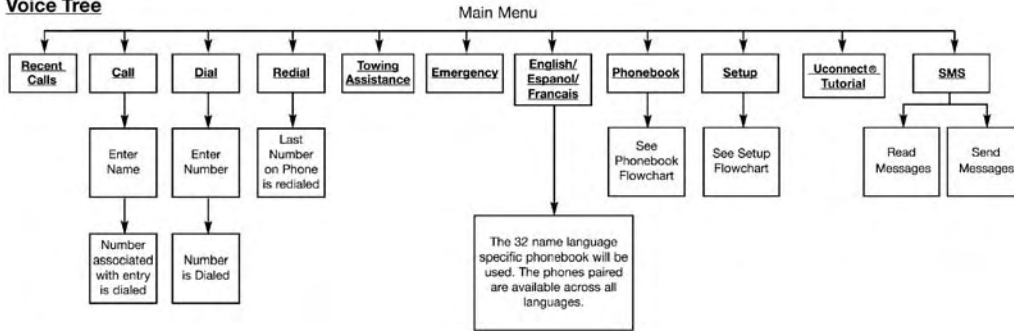 Voice Tree
Main Menu
Recent
Calls
Call
Dial
Redial
Towing
Assistance
Emergency
English/
Espanol/
Francais
Phonebook
Setup
Uconnect®
Tutorial
SMS
Enter
Name
Enter
Number
Last
Number
on Phone
is redialed
See
Phonebook
Flowchart
See Setup
Flowchart
Read
Messages
Send
Messages
Number
associated
with entry
is dialed
Number
is Dialed
The 32 name language
specific phonebook will be
used. The phones paired
are available across all
languages.